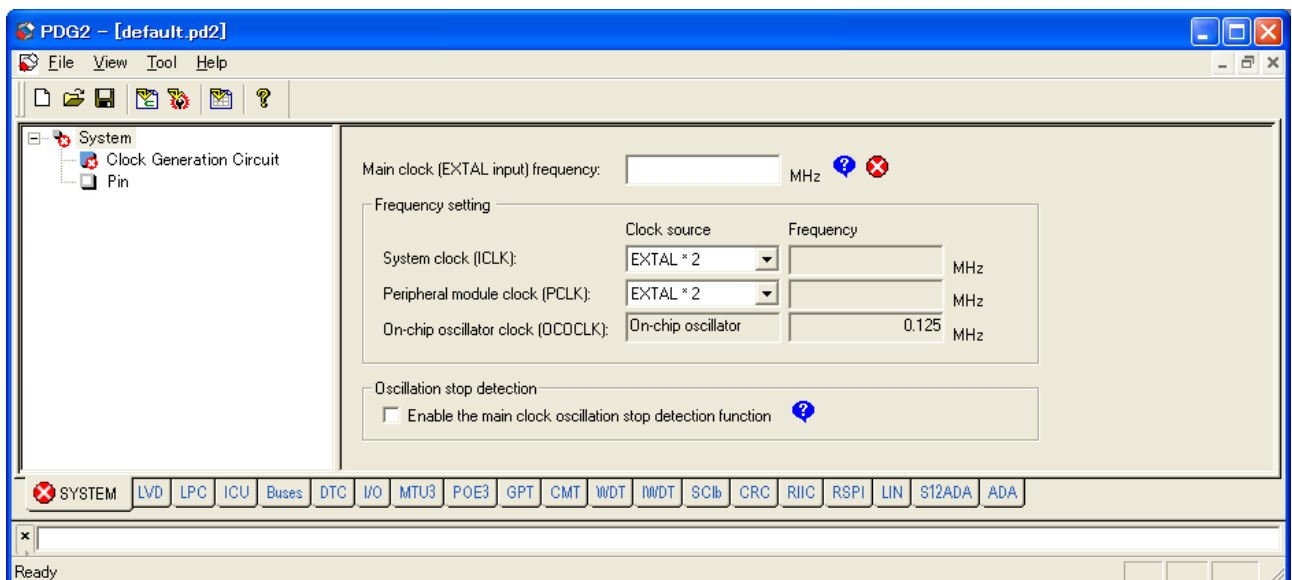 PDG2 - [default.pd2]
File View Tool Help
System
Clock Generation Circuit
Pin
Main clock (EXTAL input) frequency: MHz
Frequency setting
Clock source Frequency
System clock (ICLK): EXTAL * 2 MHz
Peripheral module clock (PCLK): EXTAL * 2 MHz
On-chip oscillator clock (OCOCLK): On-chip oscillator 0.125 MHz
Oscillation stop detection
Enable the main clock oscillation stop detection function
SYSTEM LVD LPC ICU Buses DTC I/O MTU3 POE3 GPT CMT WDT IWDT SCIb CRC RIIC RSPI LIN S12ADA ADA
Ready